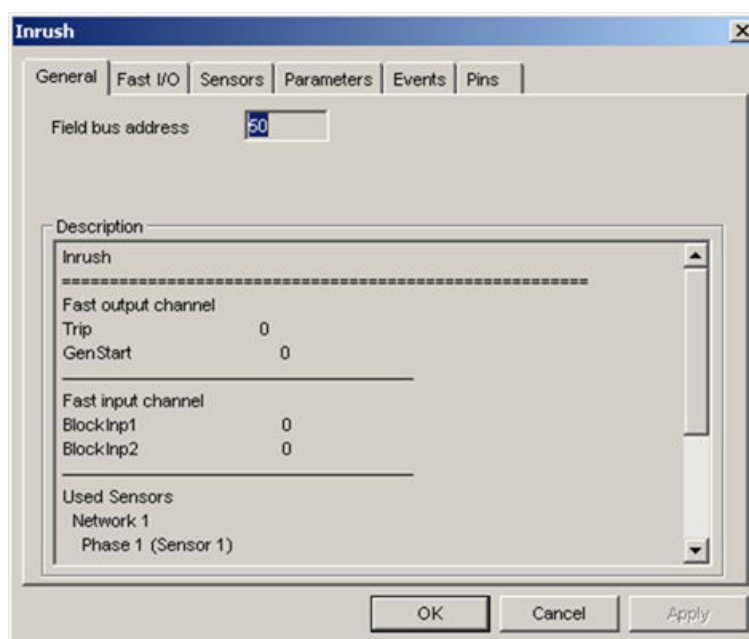 Inrush
General Fast I/O Sensors Parameters Events Pins
Field bus address 50
Description
Inrush
=======================================================
Fast output channel
Trip 0
GenStart 0
Fast input channel
BlockInp1 0
BlockInp2 0
Used Sensors
Network 1
Phase 1 (Sensor 1)
OK Cancel Apply